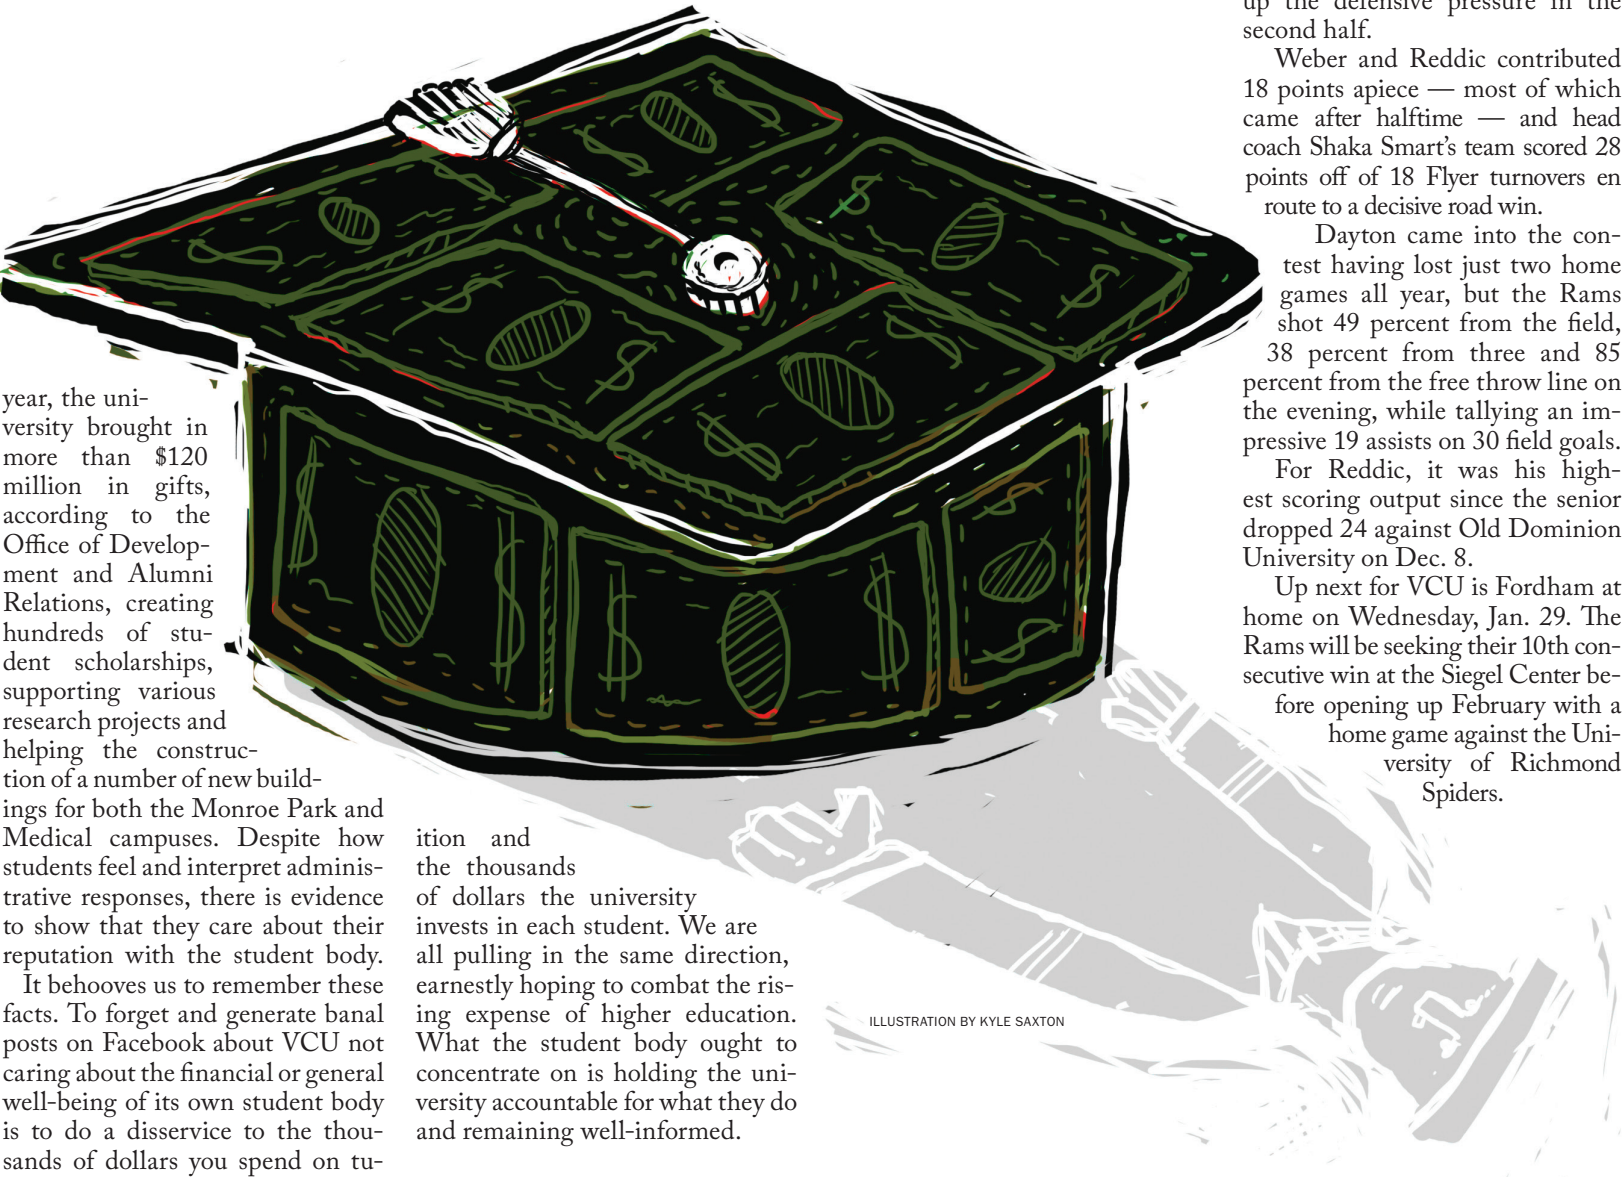 year, the uni-
versity brought in
more than $120
million in gifts,
according to the
Office of Develop-
ment and Alumni
Relations, creating
hundreds of stu-
dent scholarships,
supporting various
research projects and
helping the construc-
tion of a number of new build-
ings for both the Monroe Park and
Medical campuses. Despite how
students feel and interpret adminis-
trative responses, there is evidence
to show that they care about their
reputation with the student body.
It behooves us to remember these
facts. To forget and generate banal
posts on Facebook about VCU not
caring about the financial or general
well-being of its own student body
is to do a disservice to the thou-
sands of dollars you spend on tu-
ition and
the thousands
of dollars the university
invests in each student. We are
all pulling in the same direction,
earnestly hoping to combat the ris-
ing expense of higher education.
What the student body ought to
concentrate on is holding the uni-
versity accountable for what they do
and remaining well-informed.
ILLUSTRATION BY KYLE SAXTON
up the defensive pressure in the
second half.
Weber and Reddic contributed
18 points apiece — most of which
came after halftime — and head
coach Shaka Smart’s team scored 28
points off of 18 Flyer turnovers en
route to a decisive road win.
Dayton came into the con-
test having lost just two home
games all year, but the Rams
shot 49 percent from the field,
38 percent from three and 85
percent from the free throw line on
the evening, while tallying an im-
pressive 19 assists on 30 field goals.
For Reddic, it was his high-
est scoring output since the senior
dropped 24 against Old Dominion
University on Dec. 8.
Up next for VCU is Fordham at
home on Wednesday, Jan. 29. The
Rams will be seeking their 10th con-
secutive win at the Siegel Center be-
fore opening up February with a
home game against the Uni-
versity of Richmond
Spiders.